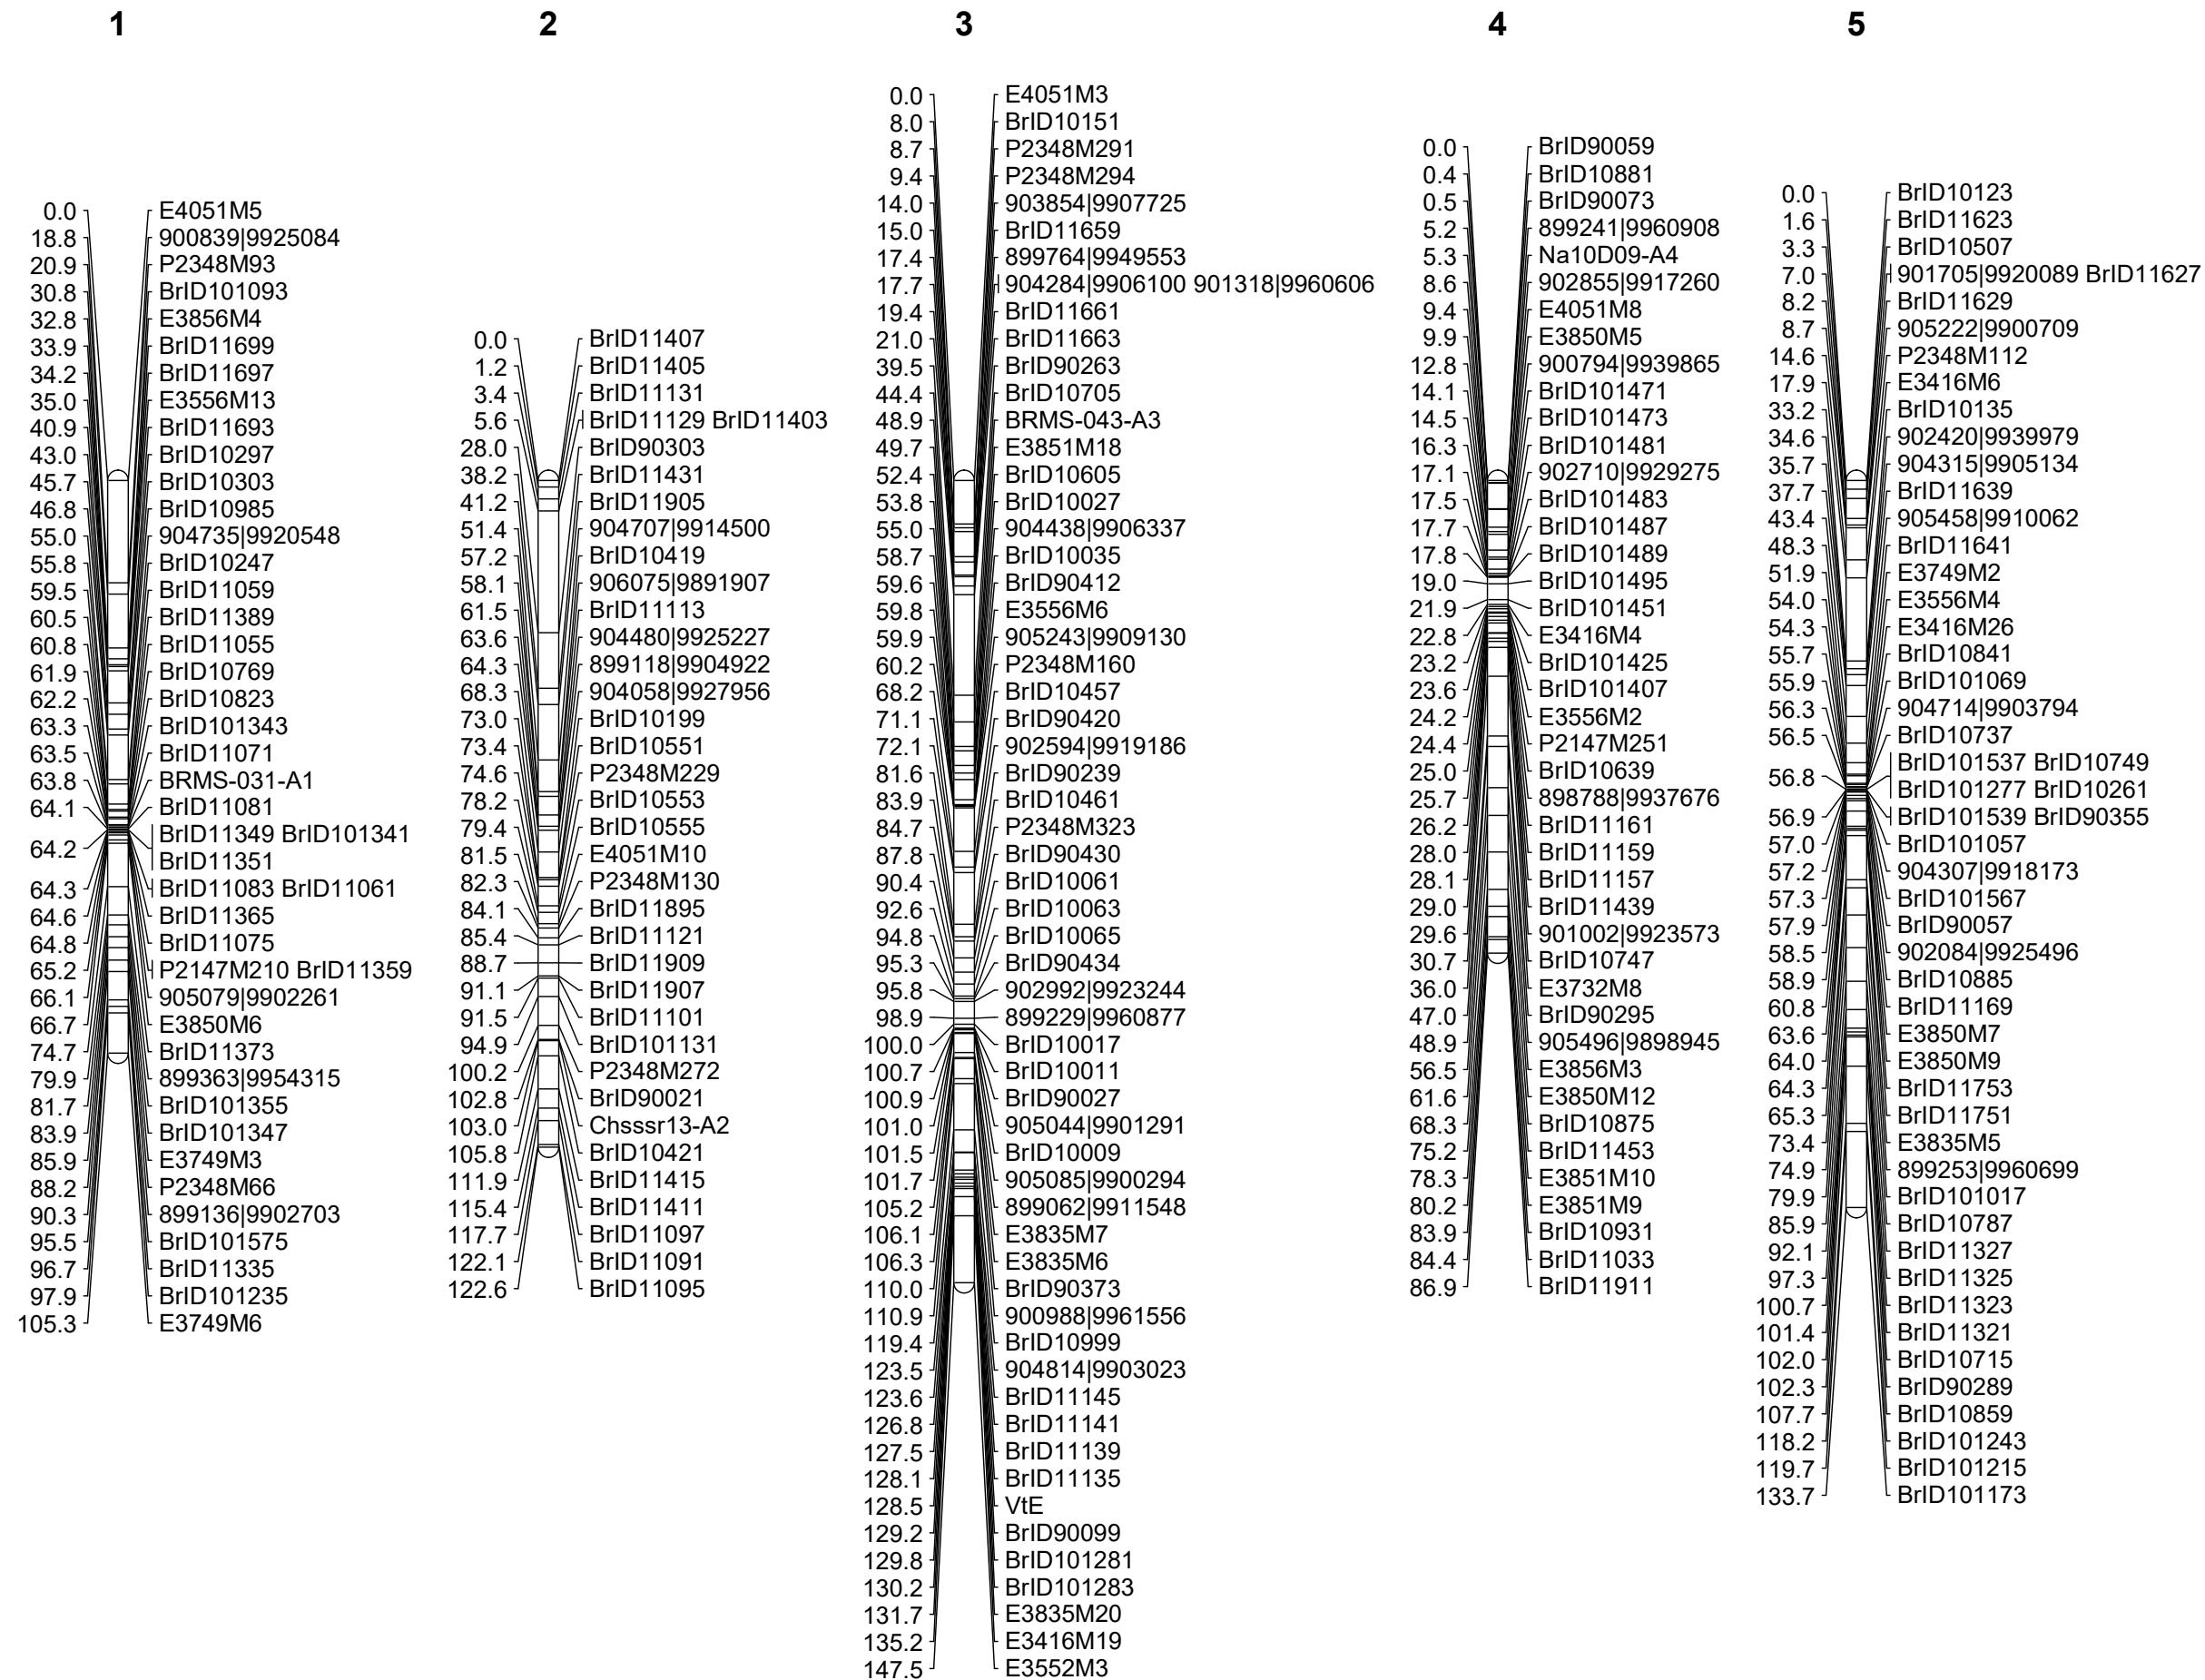 1 2 3 4 5
0.0 E4051M5
18.8 900839|9925084
20.9 P2348M93
30.8 BrID101093
32.8 E3856M4
33.9 BrID11699
34.2 BrID11697
35.0 E3556M13
40.9 BrID11693
43.0 BrID10297
45.7 BrID10303
46.8 BrID10985
55.0 904735|9920548
55.8 BrID10247
59.5 BrID11059
60.5 BrID11389
60.8 BrID11055
61.9 BrID10769
62.2 BrID10823
63.3 BrID101343
63.5 BrID11071
63.8 BRMS-031-A1
64.1 BrID11081
64.2 BrID11349 BrID101341
BrID11351
64.3 BrID11083 BrID11061
64.6 BrID11365
64.8 BrID11075
65.2 P2147M210 BrID11359
66.1 905079|9902261
66.7 E3850M6
74.7 BrID11373
79.9 899363|9954315
81.7 BrID101355
83.9 BrID101347
85.9 E3749M3
88.2 P2348M66
90.3 899136|9902703
95.5 BrID101575
96.7 BrID11335
97.9 BrID101235
105.3 E3749M6
0.0 BrID11407
1.2 BrID11405
3.4 BrID11131
5.6 BrID11129 BrID11403
28.0 BrID90303
38.2 BrID11431
41.2 BrID11905
51.4 904707|9914500
57.2 BrID10419
58.1 906075|9891907
61.5 BrID11113
63.6 904480|9925227
64.3 899118|9904922
68.3 904058|9927956
73.0 BrID10199
73.4 BrID10551
74.6 P2348M229
78.2 BrID10553
79.4 BrID10555
81.5 E4051M10
82.3 P2348M130
84.1 BrID11895
85.4 BrID11121
88.7 BrID11909
91.1 BrID11907
91.5 BrID11101
94.9 BrID101131
100.2 P2348M272
102.8 BrID90021
103.0 Chsssr13-A2
105.8 BrID10421
111.9 BrID11415
115.4 BrID11411
117.7 BrID11097
122.1 BrID11091
122.6 BrID11095
0.0 E4051M3
8.0 BrID10151
8.7 P2348M291
9.4 P2348M294
14.0 903854|9907725
15.0 BrID11659
17.4 899764|9949553
17.7 904284|9906100 901318|9960606
19.4 BrID11661
21.0 BrID11663
39.5 BrID90263
44.4 BrID10705
48.9 BRMS-043-A3
49.7 E3851M18
52.4 BrID10605
53.8 BrID10027
55.0 904438|9906337
58.7 BrID10035
59.6 BrID90412
59.8 E3556M6
59.9 905243|9909130
60.2 P2348M160
68.2 BrID10457
71.1 BrID90420
72.1 902594|9919186
81.6 BrID90239
83.9 BrID10461
84.7 P2348M323
87.8 BrID90430
90.4 BrID10061
92.6 BrID10063
94.8 BrID10065
95.3 BrID90434
95.8 902992|9923244
98.9 899229|9960877
100.0 BrID10017
100.7 BrID10011
100.9 BrID90027
101.0 905044|9901291
101.5 BrID10009
101.7 905085|9900294
105.2 899062|9911548
106.1 E3835M7
106.3 E3835M6
110.0 BrID90373
110.9 900988|9961556
119.4 BrID10999
123.5 904814|9903023
123.6 BrID11145
126.8 BrID11141
127.5 BrID11139
128.1 BrID11135
128.5 VtE
129.2 BrID90099
129.8 BrID101281
130.2 BrID101283
131.7 E3835M20
135.2 E3416M19
147.5 E3552M3
0.0 BrID90059
0.4 BrID10881
0.5 BrID90073
5.2 899241|9960908
5.3 Na10D09-A4
8.6 902855|9917260
9.4 E4051M8
9.9 E3850M5
12.8 900794|9939865
14.1 BrID101471
14.5 BrID101473
16.3 BrID101481
17.1 902710|9929275
17.5 BrID101483
17.7 BrID101487
17.8 BrID101489
19.0 BrID101495
21.9 BrID101451
22.8 E3416M4
23.2 BrID101425
23.6 BrID101407
24.2 E3556M2
24.4 P2147M251
25.0 BrID10639
25.7 898788|9937676
26.2 BrID11161
28.0 BrID11159
28.1 BrID11157
29.0 BrID11439
29.6 901002|9923573
30.7 BrID10747
36.0 E3732M8
47.0 BrID90295
48.9 905496|9898945
56.5 E3856M3
61.6 E3850M12
68.3 BrID10875
75.2 BrID11453
78.3 E3851M10
80.2 E3851M9
83.9 BrID10931
84.4 BrID11033
86.9 BrID11911
0.0 BrID10123
1.6 BrID11623
3.3 BrID10507
7.0 901705|9920089 BrID11627
8.2 BrID11629
8.7 905222|9900709
14.6 P2348M112
17.9 E3416M6
33.2 BrID10135
34.6 902420|9939979
35.7 904315|9905134
37.7 BrID11639
43.4 905458|9910062
48.3 BrID11641
51.9 E3749M2
54.0 E3556M4
54.3 E3416M26
55.7 BrID10841
55.9 BrID101069
56.3 904714|9903794
56.5 BrID10737
56.8 BrID101537 BrID10749
BrID101277 BrID10261
56.9 BrID101539 BrID90355
57.0 BrID101057
57.2 904307|9918173
57.3 BrID101567
57.9 BrID90057
58.5 902084|9925496
58.9 BrID10885
60.8 BrID11169
63.6 E3850M7
64.0 E3850M9
64.3 BrID11753
65.3 BrID11751
73.4 E3835M5
74.9 899253|9960699
79.9 BrID101017
85.9 BrID10787
92.1 BrID11327
97.3 BrID11325
100.7 BrID11323
101.4 BrID11321
102.0 BrID10715
102.3 BrID90289
107.7 BrID10859
118.2 BrID101243
119.7 BrID101215
133.7 BrID101173